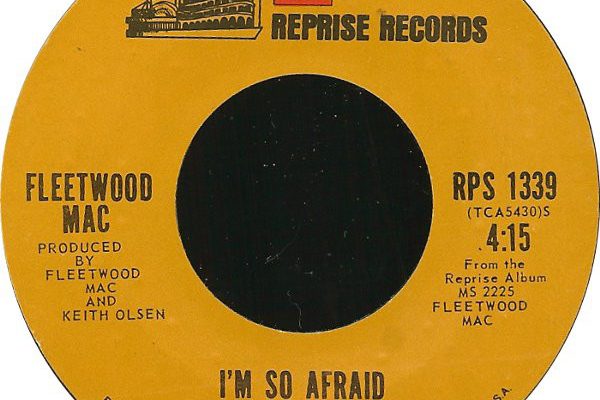 REPRISE RECORDS
FLEETWOOD
MAC
PRODUCED
BY
FLEETWOOD
MAC
AND
KEITH OLSEN
RPS 1339
(TCA5430)S
4:15
From the
Reprise Album
MS 2225
FLEETWOOD
MAC
I'M SO AFRAID
S.A.